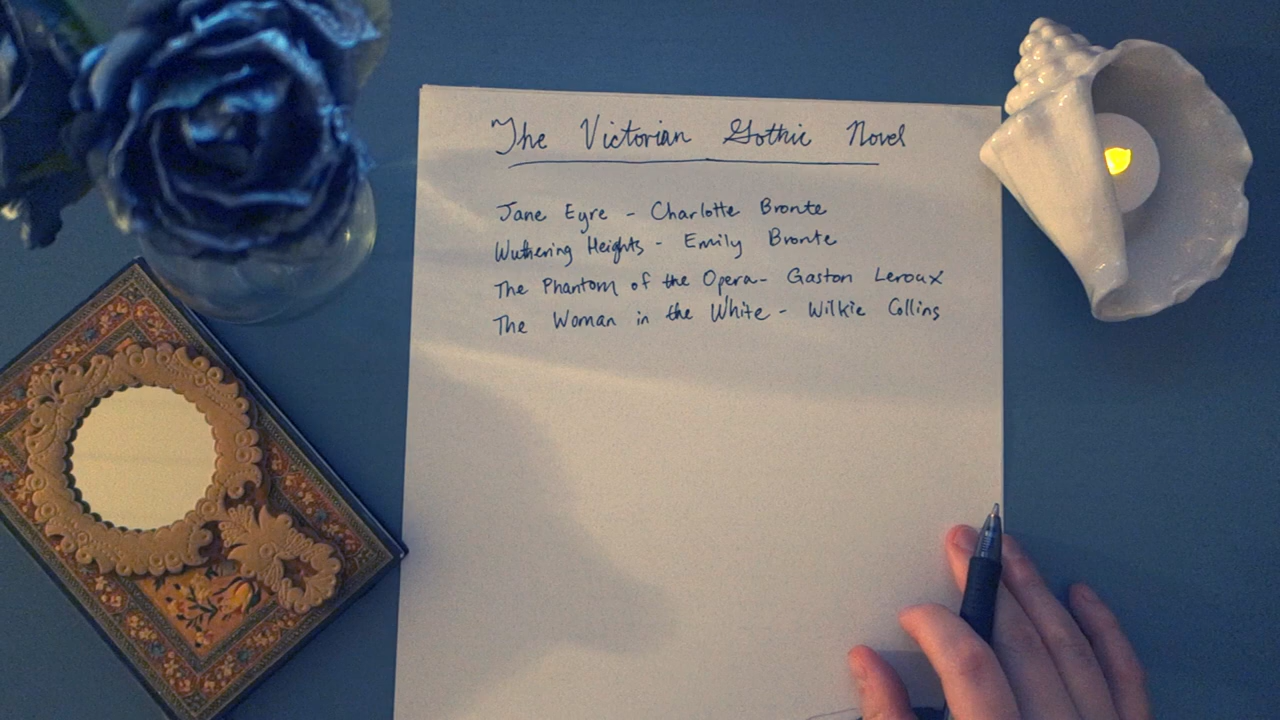 The Victorian Gothic Novel
Jane Eyre - Charlotte Bronte
Wuthering Heights - Emily Bronte
The Phantom of the Opera- Gaston Leroux
The Woman in the White - Wilkie Collins